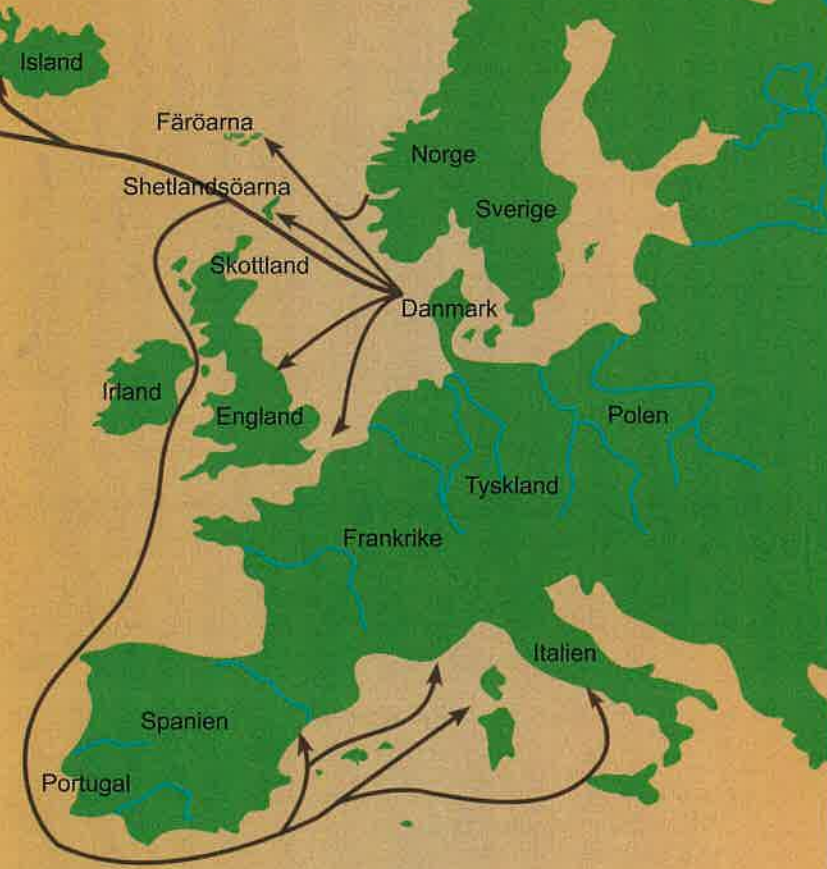 Island
Färöarna
Norge
Shetlandsöarna
Sverige
Skottland
Danmark
Irland
England
Polen
Tyskland
Frankrike
Italien
Spanien
Portugal